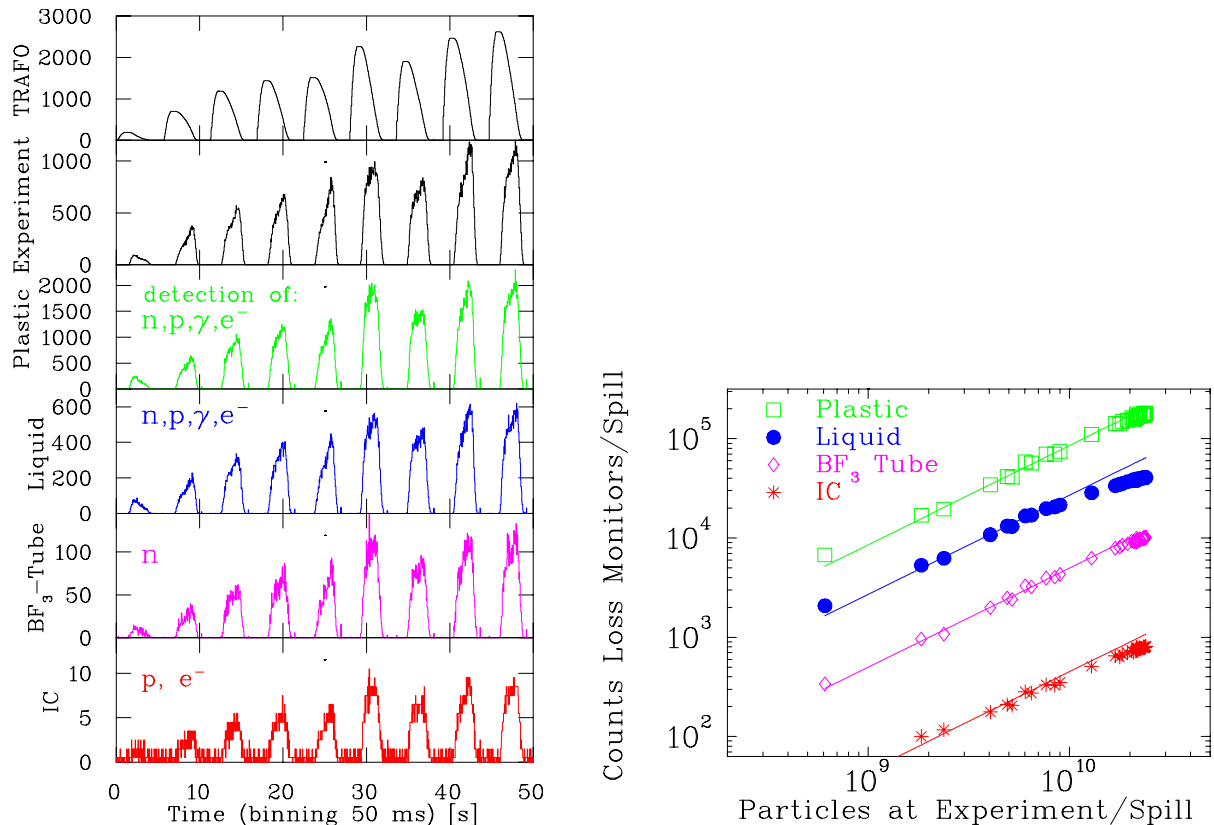 TRAFO
3000
2000
1000
0
Experiment
1000
500
0
Plastic
2000
1500
1000
500
0
detection of:
n,p,γ,e⁻
Liquid
600
400
200
0
n,p,γ,e⁻
BF₃-Tube
100
50
0
n
IC
10
5
0
p, e⁻
0 10 20 30 40 50
Time (binning 50 ms) [s]
Counts Loss Monitors/Spill
10⁵
10⁴
10³
10²
Plastic
Liquid
BF₃ Tube
IC
10⁹ 10¹⁰
Particles at Experiment/Spill